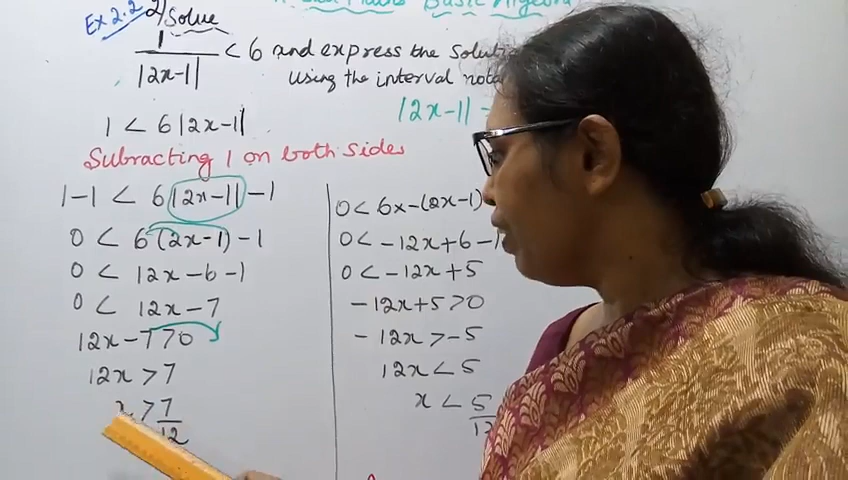 Maths Basic Algebra
Ex 2.2 2) Solve
1
|2x-1| < 6 and express the
using the interval
1 < 6 |2x-1|
|2x-1|
Subracting 1 on both sides
1-1 < 6 |2x-1| -1
0 < 6 (2x-1) -1
0 < 12x - 6 -1
0 < 12x - 7
12x - 7 > 0
12x > 7
x > 7
12
0 < 6x -(2x-1)
0 < -12x+6 -1
0 < -12x+5
-12x+5 > 0
-12x > -5
12x < 5
x < 5